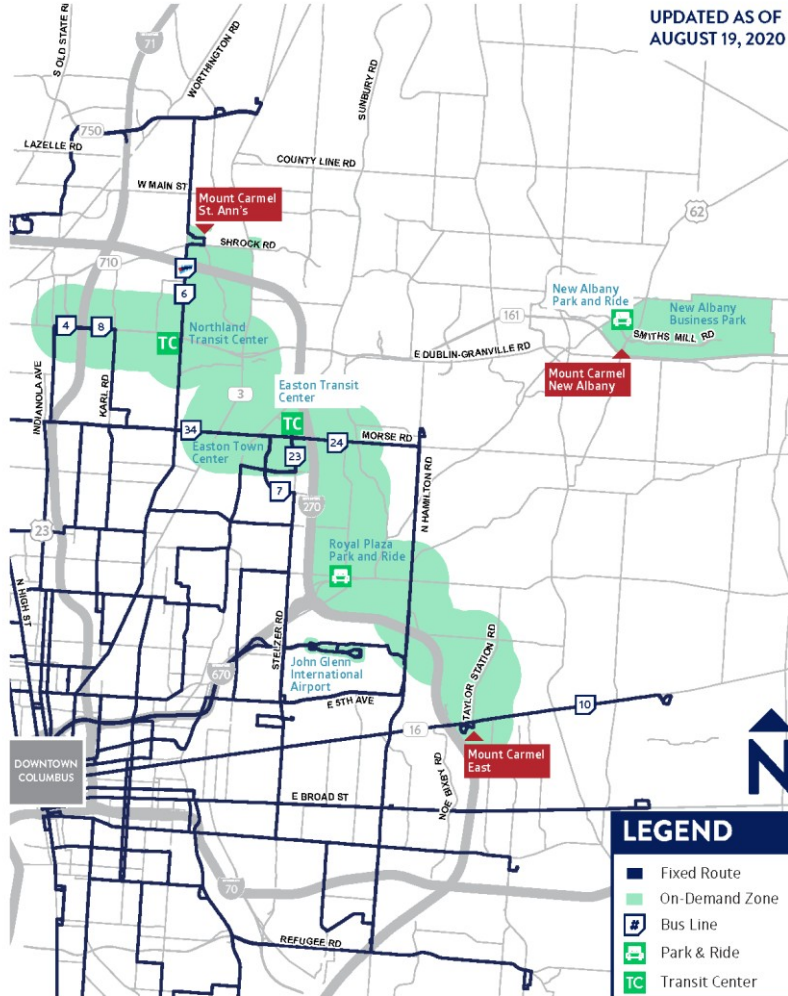 UPDATED AS OF
AUGUST 19, 2020
S OLD STATE RD
71
WORTHINGTON RD
SUNBURY RD
750
LAZELLE RD
COUNTY LINE RD
W MAIN ST
Mount Carmel
St. Ann's
62
710
SHROCK RD
6
New Albany
Park and Ride
161
New Albany
Business Park
4
8
Northland
Transit Center
TC
SMITHS MILL RD
E DUBLIN-GRANVILLE RD
Mount Carmel
New Albany
INDIANOLA AVE
KARL RD
3
Easton Transit
Center
TC
34
MORSE RD
24
Easton Town
Center
23
7
N HAMILTON RD
270
23
Royal Plaza
Park and Ride
N HIGH ST
STELZER RD
TAYLOR STATION RD
670
John Glenn
International
Airport
E 5TH AVE
10
16
DOWNTOWN
COLUMBUS
Mount Carmel
East
NOE BIXBY RD
N
E BROAD ST
70
REFUGEE RD
LEGEND
Fixed Route
On-Demand Zone
# Bus Line
Park & Ride
TC Transit Center